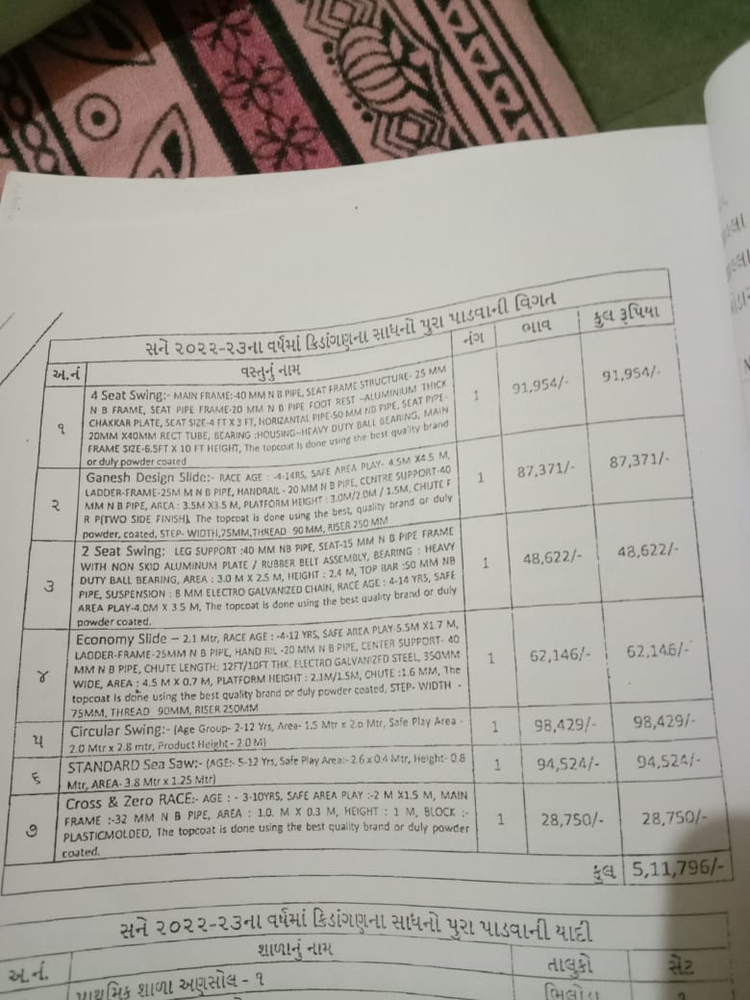 સને ૨૦૨૨-૨૩ના વર્ષમાં ક્રિડાંગણના સાધનો પુરા પાડવાની વિગત
અ.નં વસ્તુનું નામ નંગ ભાવ કુલ રૂપિયા
૧ 4 Seat Swing:- MAIN FRAME:-40 MM N B PIPE, SEAT FRAME STRUCTURE- 25 MM
N B FRAME, SEAT PIPE FRAME-20 MM N B PIPE FOOT REST –ALUMINIUM THICK
CHAKKAR PLATE, SEAT SIZE-4 FT X 3 FT, HORIZANTAL PIPE-50 MM NB PIPE, SEAT PIPE-
20MM X40MM RECT TUBE, BEARING :HOUSING–HEAVY DUTY BALL BEARING, MAIN
FRAME SIZE-6.5FT X 10 FT HEIGHT, The topcoat Is done using the best quality brand
or duly powder coated
1 91,954/- 91,954/-
૨ Ganesh Design Slide:- RACE AGE : -4-14RS, SAFE AREA PLAY- 4.5M X4.5 M,
LADDER-FRAME-25M M N B PIPE, HANDRAIL - 20 MM N B PIPE, CENTRE SUPPORT-40
MM N B PIPE, AREA : 3.5M X3.5 M, PLATFORM HEIGHT : 3.0M/2.0M / 1.5M, CHUTE F
R P(TWO SIDE FINISH), The topcoat is done using the best, quality brand or duly
powder, coated, STEP- WIDTH,75MM,THREAD 90 MM, RISER 250 MM
1 87,371/- 87,371/-
૩ 2 Seat Swing: LEG SUPPORT :40 MM NB PIPE, SEAT-15 MM N B PIPE FRAME
WITH NON SKID ALUMINUM PLATE / RUBBER BELT ASSEMBLY, BEARING : HEAVY
DUTY BALL BEARING, AREA : 3.0 M X 2.5 M, HEIGHT : 2.4 M, TOP BAR :50 MM NB
PIPE, SUSPENSION : 8 MM ELECTRO GALVANIZED CHAIN, RACE AGE : 4-14 YRS, SAFE
AREA PLAY-4.0M X 3.5 M, The topcoat is done using the best quality brand or duly
powder coated.
1 48,622/- 48,622/-
૪ Economy Slide – 2.1 Mtr, RACE AGE : -4-12 YRS, SAFE AREA PLAY-5.5M X1.7 M,
LADDER-FRAME-25MM N B PIPE, HAND RIL -20 MM N B PIPE, CENTER SUPPORT- 40
MM N B PIPE, CHUTE LENGTH: 12FT/10FT THK. ELECTRO GALVANIZED STEEL, 350MM
WIDE, AREA : 4.5 M X 0.7 M, PLATFORM HEIGHT : 2.1M/1.5M, CHUTE :1.6 MM, The
topcoat is done using the best quality brand or duly powder coated, STEP- WIDTH -
75MM, THREAD 90MM, RISER 250MM
1 62,146/- 62,146/-
૫ Circular Swing:- (Age Group- 2-12 Yrs, Area- 1.5 Mtr x 2.0 Mtr, Safe Play Area -
2.0 Mtr x 2.8 mtr, Product Height - 2.0 M)
1 98,429/- 98,429/-
૬ STANDARD Sea Saw:- (AGE:- 5-12 Yrs, Safe Play Area:- 2.6 x 0.4 Mtr, Height- 0.8
Mtr, AREA- 3.8 Mtr x 1.25 Mtr)
1 94,524/- 94,524/-
૭ Cross & Zero RACE:- AGE : - 3-10YRS, SAFE AREA PLAY :-2 M X1.5 M, MAIN
FRAME :-32 MM N B PIPE, AREA : 1.0. M X 0.3 M, HEIGHT : 1 M, BLOCK :-
PLASTICMOLDED, The topcoat is done using the best quality brand or duly powder
coated.
1 28,750/- 28,750/-
કુલ 5,11,796/-
સને ૨૦૨૨-૨૩ના વર્ષમાં ક્રિડાંગણના સાધનો પુરા પાડવાની યાદી
અ.નં. શાળાનું નામ તાલુકો સેટ
પ્રાથમિક શાળા અણસોલ - ૧ ભિલોડા ૧